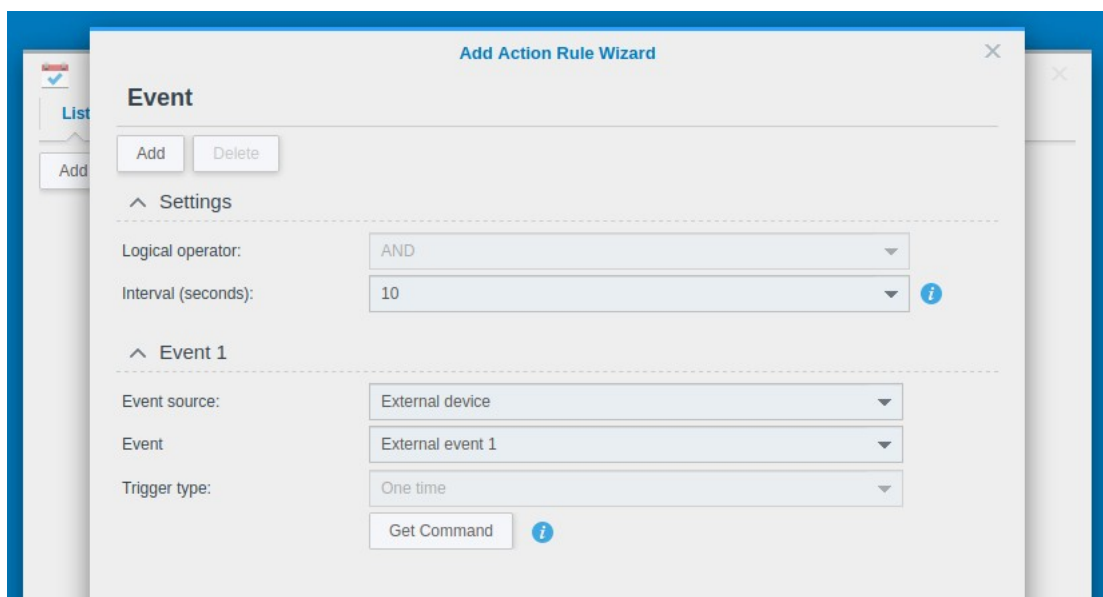 Add Action Rule Wizard
Event
List
Add Delete
Add
Settings
Logical operator: AND
Interval (seconds): 10
Event 1
Event source: External device
Event External event 1
Trigger type: One time
Get Command